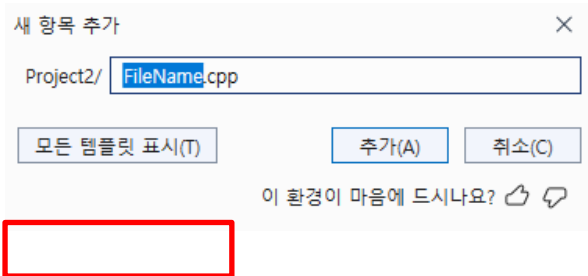 새 항목 추가
Project2/ FileName.cpp
모든 템플릿 표시(T) 추가(A) 취소(C)
이 환경이 마음에 드시나요?